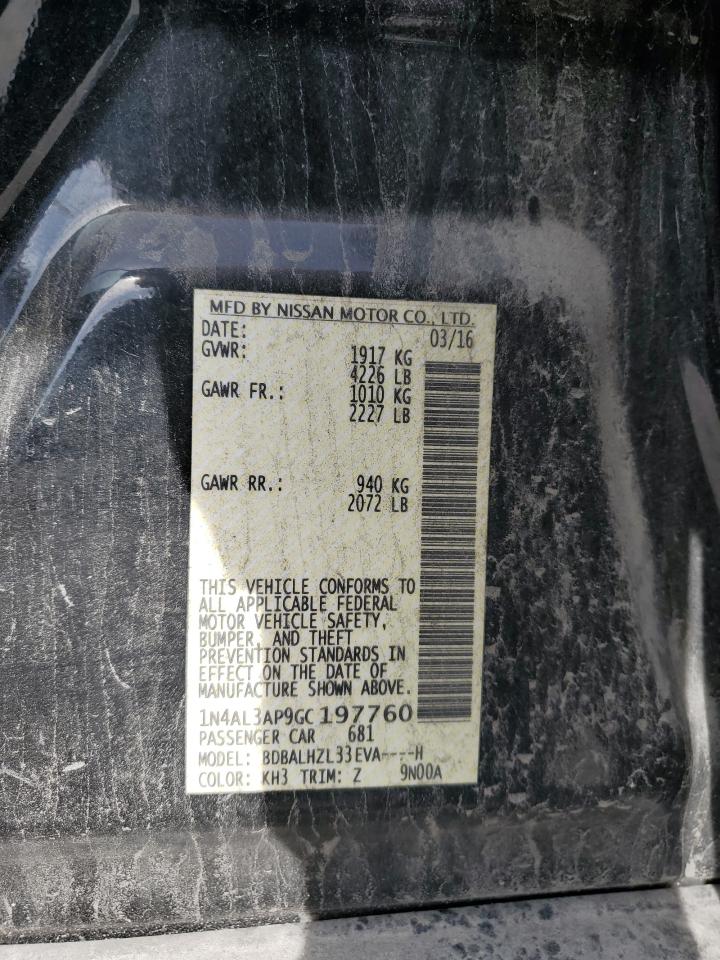 MFD BY NISSAN MOTOR CO., LTD.
DATE: 03/16
GVWR: 1917 KG
4226 LB
GAWR FR.: 1010 KG
2227 LB
GAWR RR.: 940 KG
2072 LB
THIS VEHICLE CONFORMS TO
ALL APPLICABLE FEDERAL
MOTOR VEHICLE SAFETY,
BUMPER, AND THEFT
PREVENTION STANDARDS IN
EFFECT ON THE DATE OF
MANUFACTURE SHOWN ABOVE.
1N4AL3AP9GC197760
PASSENGER CAR 681
MODEL: BDBALHZL33EVA----H
COLOR: KH3 TRIM: Z 9N00A